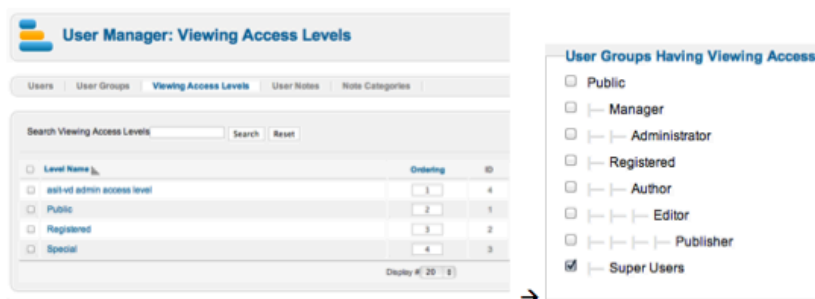 User Manager: Viewing Access Levels
Users User Groups Viewing Access Levels User Notes Note Categories
Search Viewing Access Levels Search Reset
Level Name Ordering ID
asit-vd admin access level 1 4
Public 2 1
Registered 3 2
Special 4 3
Display # 20
→
User Groups Having Viewing Access
Public
Manager
Administrator
Registered
Author
Editor
Publisher
Super Users